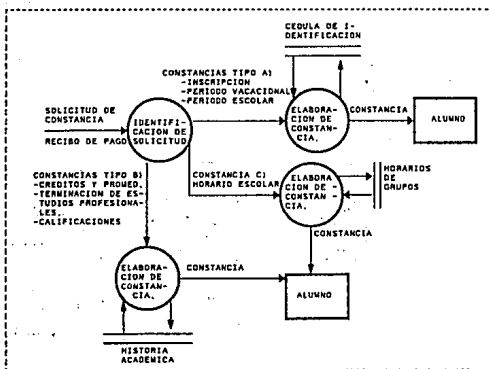 CEDULA DE I-
DENTIFICACION
CONSTANCIAS TIPO A)
-INSCRIPCION
-PERIODO VACACIONAL
-PERIODO ESCOLAR
SOLICITUD DE
CONSTANCIA
RECIBO DE PAGO
IDENTIFI-
CACION DE
SOLICITUD
ELABORA-
CION DE
CONSTAN-
CIA.
CONSTANCIA
ALUMNO
CONSTANCIAS TIPO B)
-CREDITOS Y PROMED.
-TERMINACION DE ES-
TUDIOS PROFESIONA-
LES.
-CALIFICACIONES
CONSTANCIA C)
HORARIO ESCOLAR
ELABORA-
CION DE -
CONSTAN-
CIA.
HORARIOS
DE
GRUPOS
CONSTANCIA
ELABORA-
CION DE
CONSTAN-
CIA.
CONSTANCIA
ALUMNO
HISTORIA
ACADEMICA